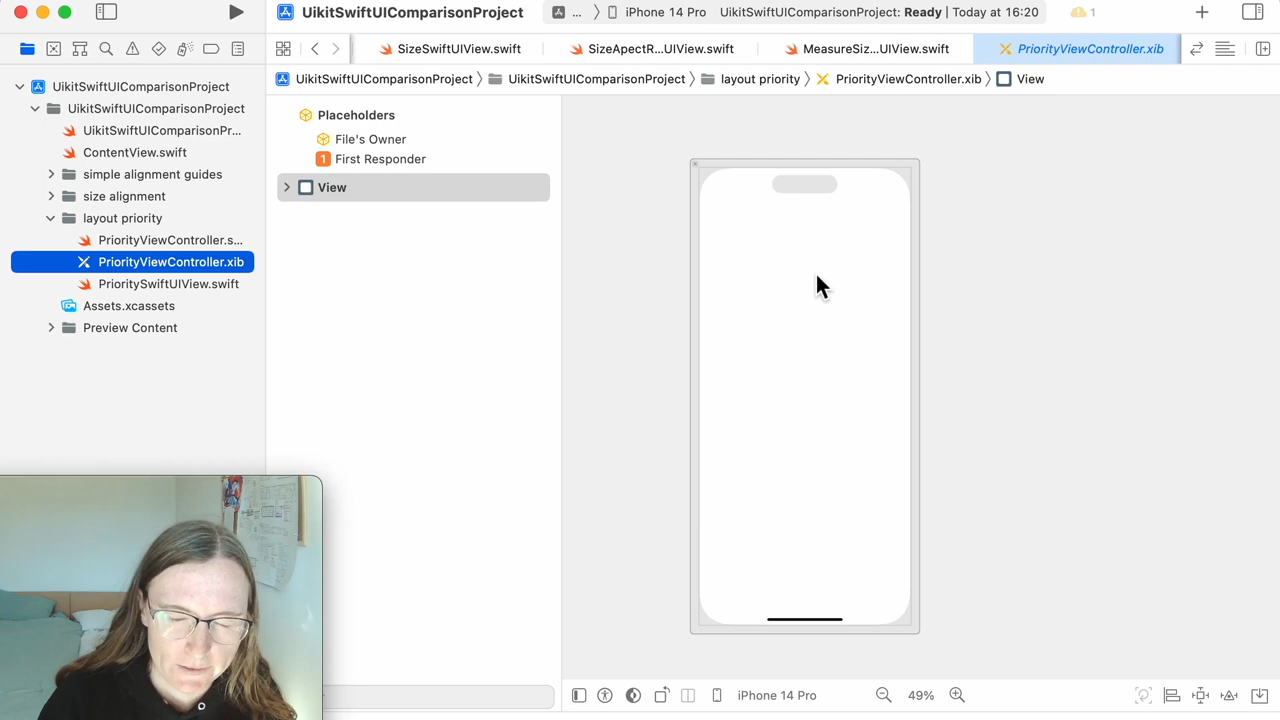 UikitSwiftUIComparisonProject
... iPhone 14 Pro UikitSwiftUIComparisonProject: Ready | Today at 16:20 1
SizeSwiftUIView.swift SizeApectR...UIView.swift MeasureSiz...UIView.swift PriorityViewController.xib
UikitSwiftUIComparisonProject UikitSwiftUIComparisonProject layout priority PriorityViewController.xib View
UikitSwiftUIComparisonProject
UikitSwiftUIComparisonProject
UikitSwiftUIComparisonPr...
ContentView.swift
simple alignment guides
size alignment
layout priority
PriorityViewController.s...
PriorityViewController.xib
PrioritySwiftUIView.swift
Assets.xcassets
Preview Content
Placeholders
File's Owner
1 First Responder
View
iPhone 14 Pro 49%